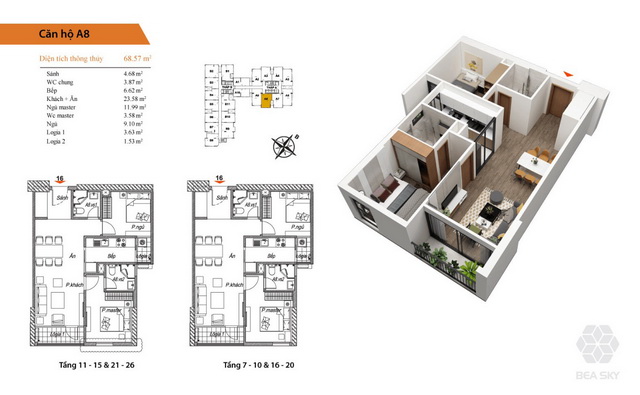 Căn hộ A8
Diện tích thông thủy 68.57 m²
Sảnh 4.68 m²
WC chung 3.87 m²
Bếp 6.62 m²
Khách + Ăn 23.58 m²
Ngủ master 11.99 m²
Wc master 3.58 m²
Ngủ 9.10 m²
Logia 1 3.63 m²
Logia 2 1.53 m²
16
Sảnh
P.ngủ
Ăn
Bếp
P.khách
P.master
Logia 1
Tầng 11 - 15 & 21 - 26
16
Sảnh
P.ngủ
Ăn
Bếp
P.khách
P.master
Logia 1
Tầng 7 - 10 & 16 - 20
BEA SKY